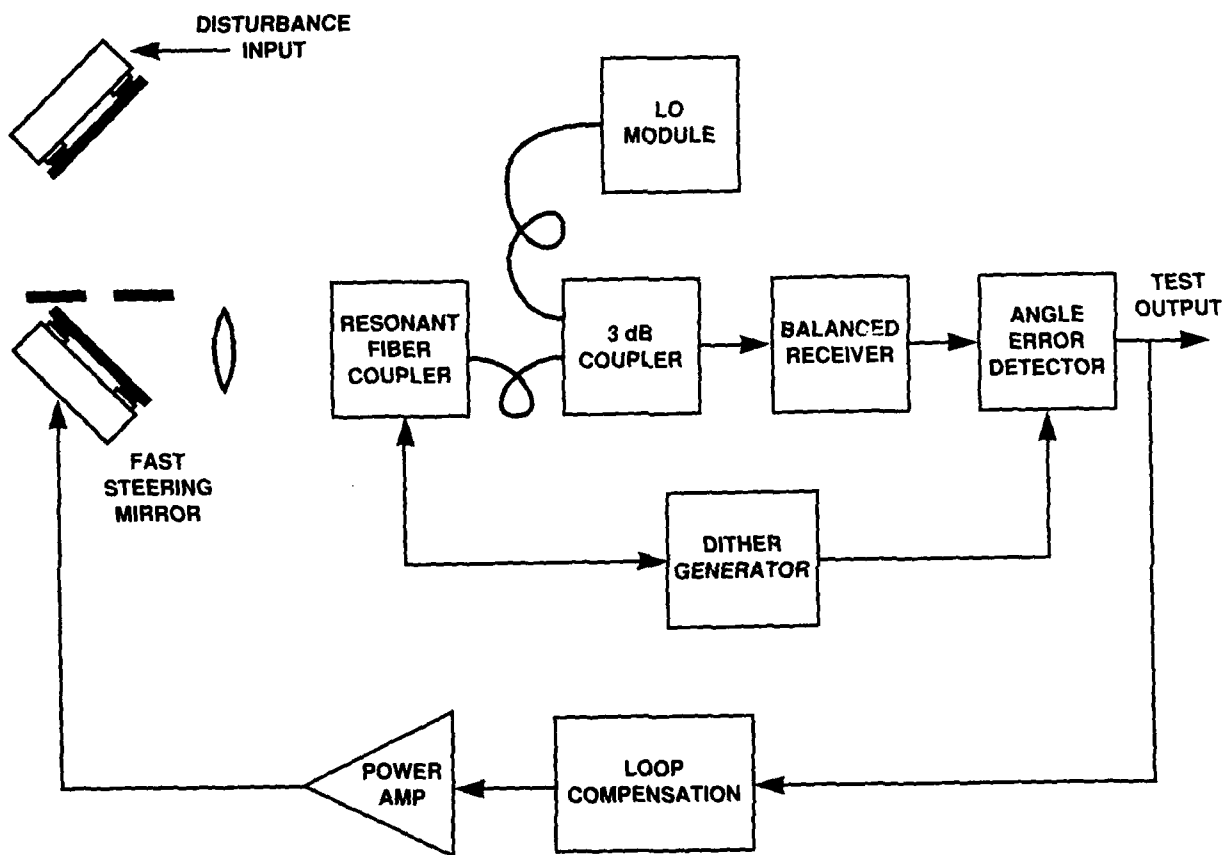 DISTURBANCE
INPUT
LO
MODULE
RESONANT
FIBER
COUPLER
3 dB
COUPLER
BALANCED
RECEIVER
ANGLE
ERROR
DETECTOR
TEST
OUTPUT
FAST
STEERING
MIRROR
DITHER
GENERATOR
POWER
AMP
LOOP
COMPENSATION